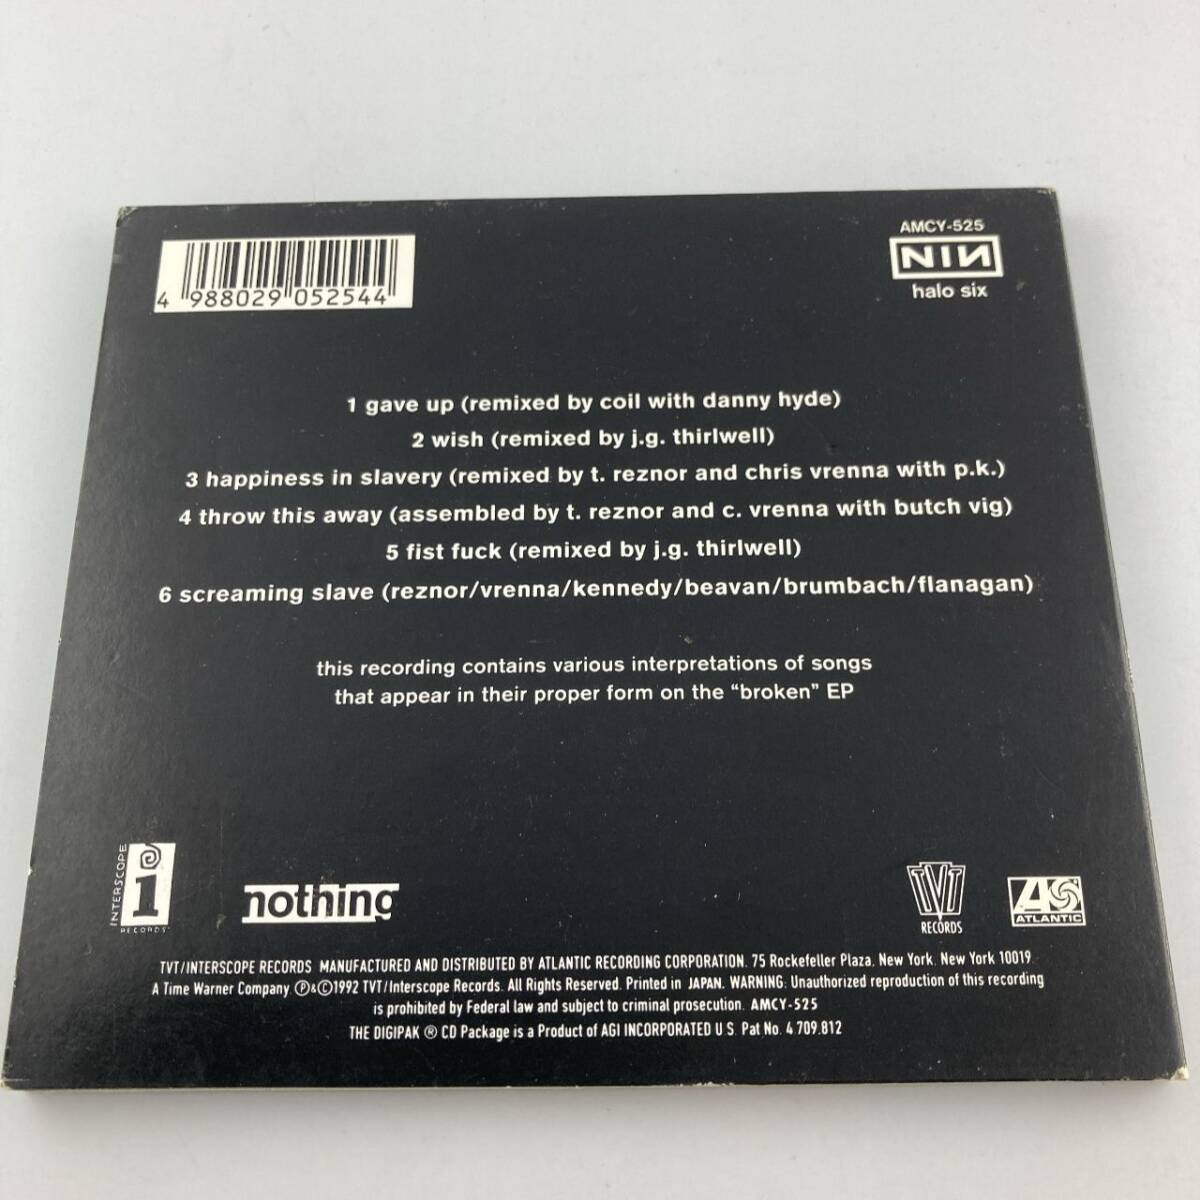 4 988029 052544
AMCY-525
NIN
halo six
1 gave up (remixed by coil with danny hyde)
2 wish (remixed by j.g. thirlwell)
3 happiness in slavery (remixed by t. reznor and chris vrenna with p.k.)
4 throw this away (assembled by t. reznor and c. vrenna with butch vig)
5 fist fuck (remixed by j.g. thirlwell)
6 screaming slave (reznor/vrenna/kennedy/beavan/brumbach/flanagan)
this recording contains various interpretations of songs
that appear in their proper form on the “broken” EP
INTERSCOPE
i
RECORDS
nothing
TVT
RECORDS
A
ATLANTIC
TVT/INTERSCOPE RECORDS MANUFACTURED AND DISTRIBUTED BY ATLANTIC RECORDING CORPORATION. 75 Rockefeller Plaza. New York. New York 10019
A Time Warner Company. ℗&©1992 TVT/Interscope Records. All Rights Reserved. Printed in JAPAN. WARNING: Unauthorized reproduction of this recording
is prohibited by Federal law and subject to criminal prosecution. AMCY-525
THE DIGIPAK ® CD Package is a Product of AGI INCORPORATED U.S. Pat No. 4.709.812